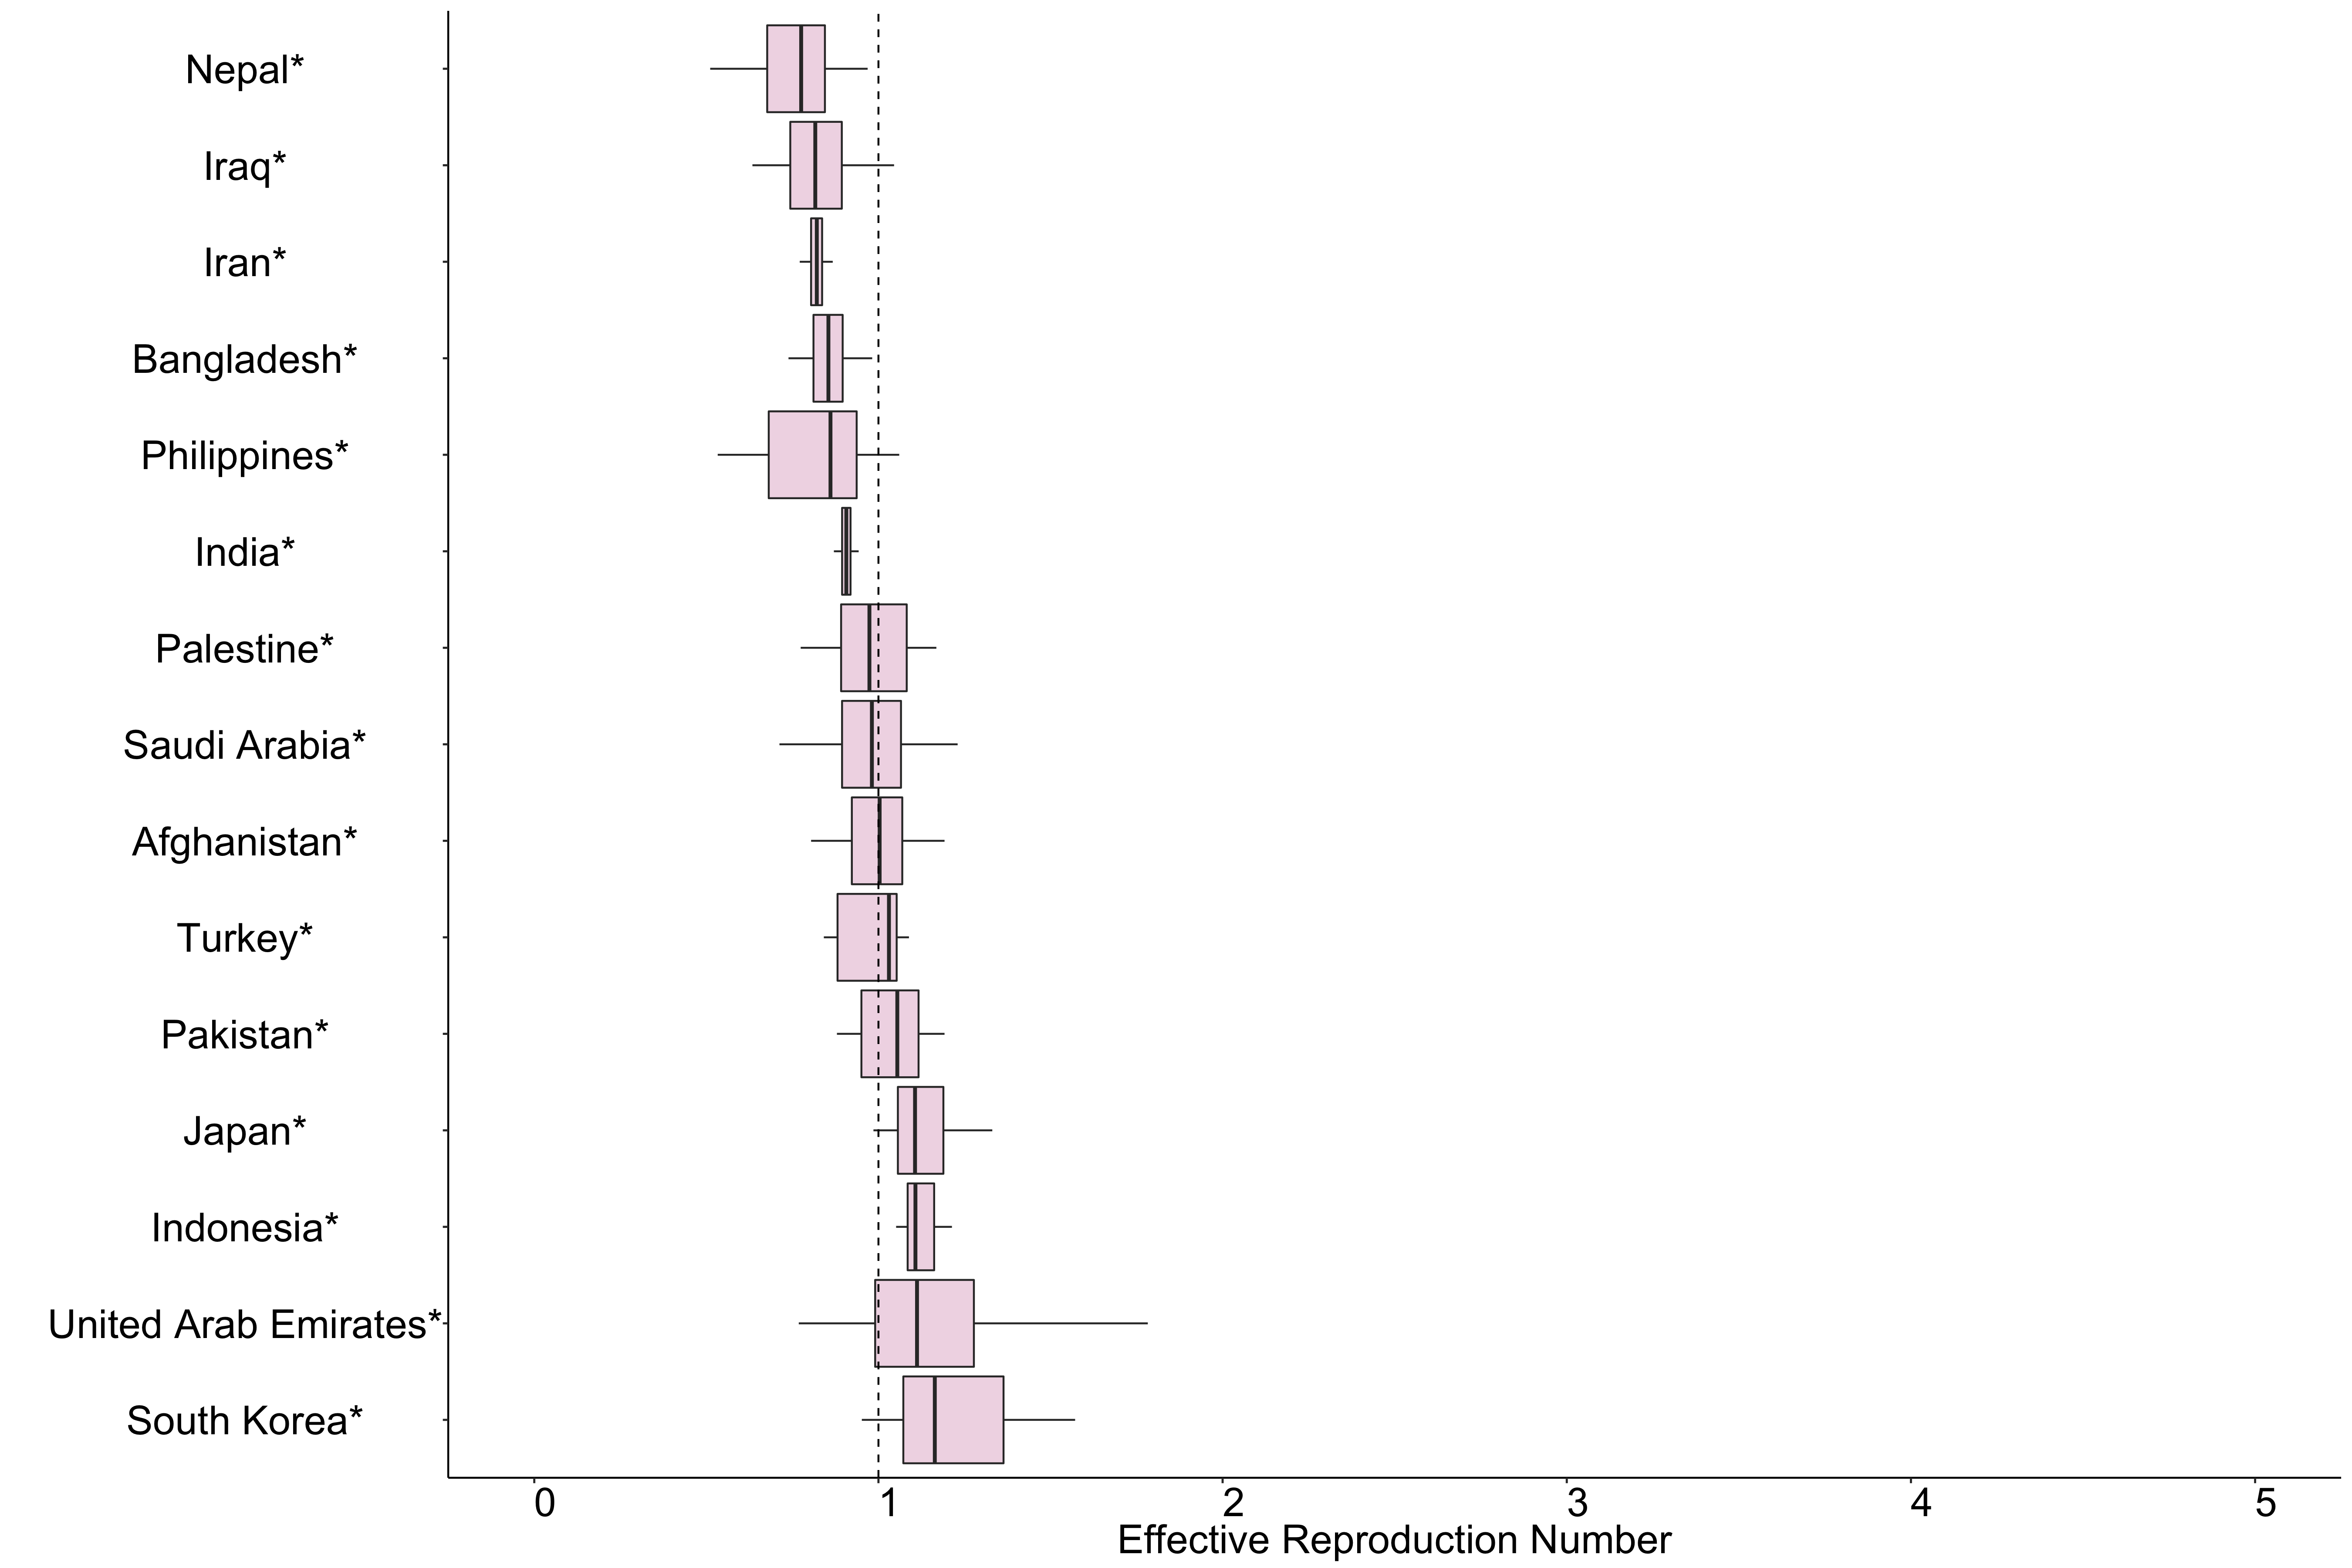 Nepal*
Iraq*
Iran*
Bangladesh*
Philippines*
India*
Palestine*
Saudi Arabia*
Afghanistan*
Turkey*
Pakistan*
Japan*
Indonesia*
United Arab Emirates*
South Korea*
0 1 2 3 4 5
Effective Reproduction Number